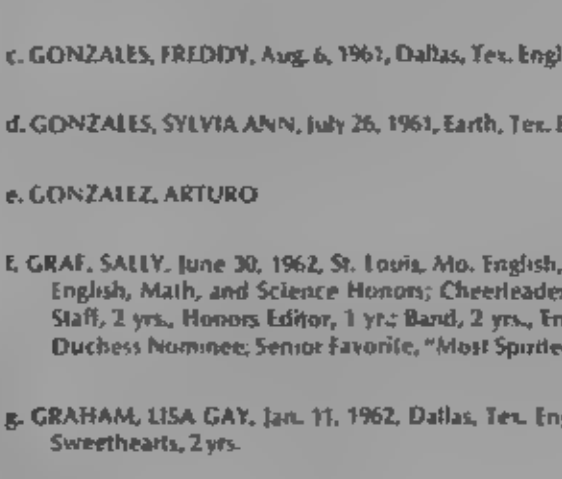 c. GONZALES, FREDDY, Aug. 6, 1961, Dallas, Tex. Engl
d. GONZALES, SYLVIA ANN, July 26, 1961, Earth, Tex. E
e. GONZALEZ, ARTURO
f. GRAF, SALLY, June 30, 1962, St. Louis, Mo. English,
English, Math, and Science Honors; Cheerleader
Staff, 2 yrs., Honors Editor, 1 yr.; Band, 2 yrs., En
Duchess Nominee; Senior Favorite, "Most Spirite
g. GRAHAM, LISA GAY, Jan. 11, 1962, Dallas, Tex. Eng
Sweethearts, 2 yrs.